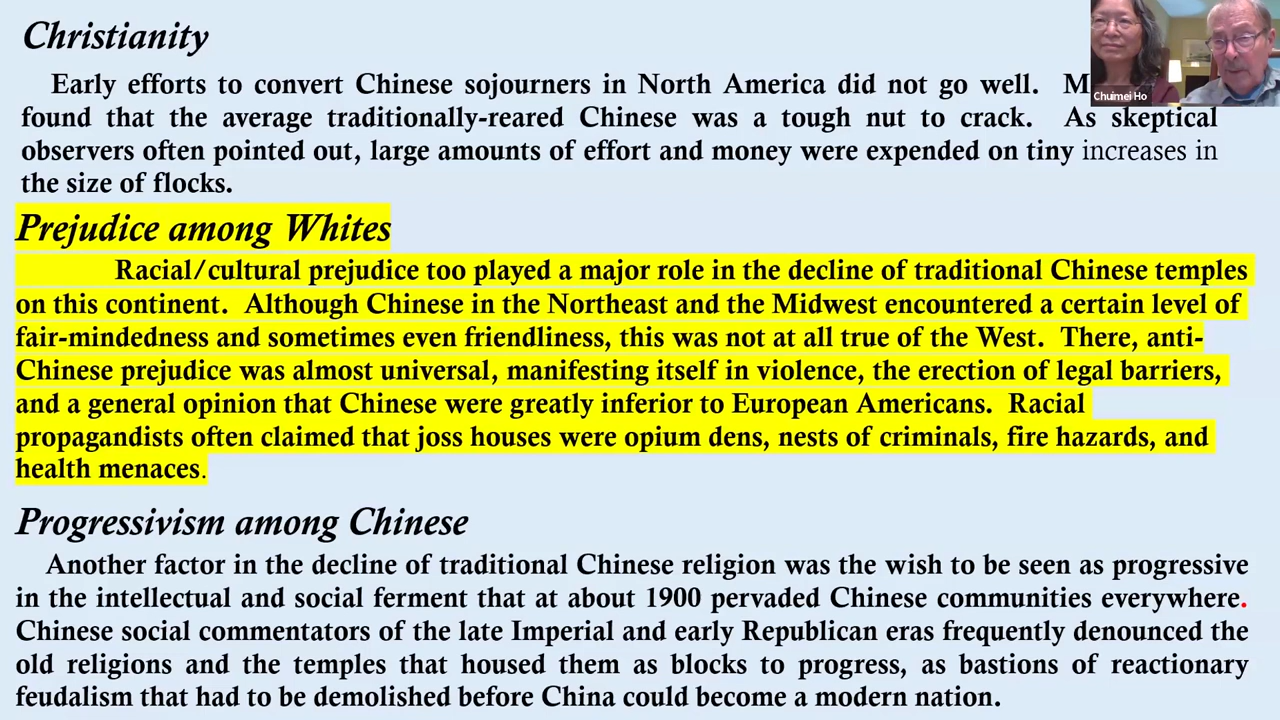 Christianity
Early efforts to convert Chinese sojourners in North America did not go well.
found that the average traditionally-reared Chinese was a tough nut to crack. As skeptical
observers often pointed out, large amounts of effort and money were expended on tiny increases in
the size of flocks.
Prejudice among Whites
Racial/cultural prejudice too played a major role in the decline of traditional Chinese temples
on this continent. Although Chinese in the Northeast and the Midwest encountered a certain level of
fair-mindedness and sometimes even friendliness, this was not at all true of the West. There, anti-
Chinese prejudice was almost universal, manifesting itself in violence, the erection of legal barriers,
and a general opinion that Chinese were greatly inferior to European Americans. Racial
propagandists often claimed that joss houses were opium dens, nests of criminals, fire hazards, and
health menaces.
Progressivism among Chinese
Another factor in the decline of traditional Chinese religion was the wish to be seen as progressive
in the intellectual and social ferment that at about 1900 pervaded Chinese communities everywhere.
Chinese social commentators of the late Imperial and early Republican eras frequently denounced the
old religions and the temples that housed them as blocks to progress, as bastions of reactionary
feudalism that had to be demolished before China could become a modern nation.
Chuimei Ho